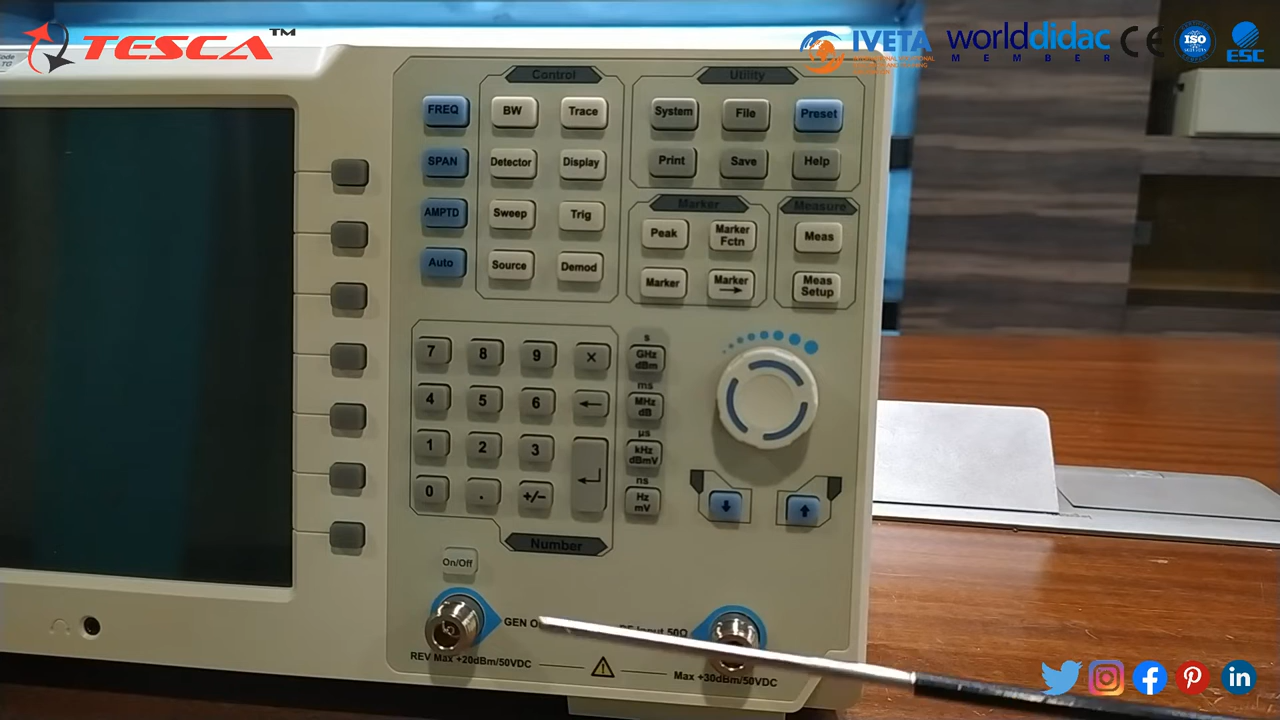 TESCA™
IVETA
worlddidac
MEMBER
CE
ISO
ESC
Control
FREQ
BW
Trace
SPAN
Detector
Display
AMPTD
Sweep
Trig
Auto
Source
Demod
Utility
System
File
Preset
Print
Save
Help
Marker
Peak
Marker
Fctn
Marker
Marker
→
Measure
Meas
Meas
Setup
7 8 9 ×
4 5 6 ←
1 2 3
0 . +/−
Number
s
GHz
dBm
ms
MHz
dB
µs
kHz
dBmV
ns
Hz
mV
On/Off
GEN
Input 50Ω
REV Max +20dBm/50VDC
Max +30dBm/50VDC
in